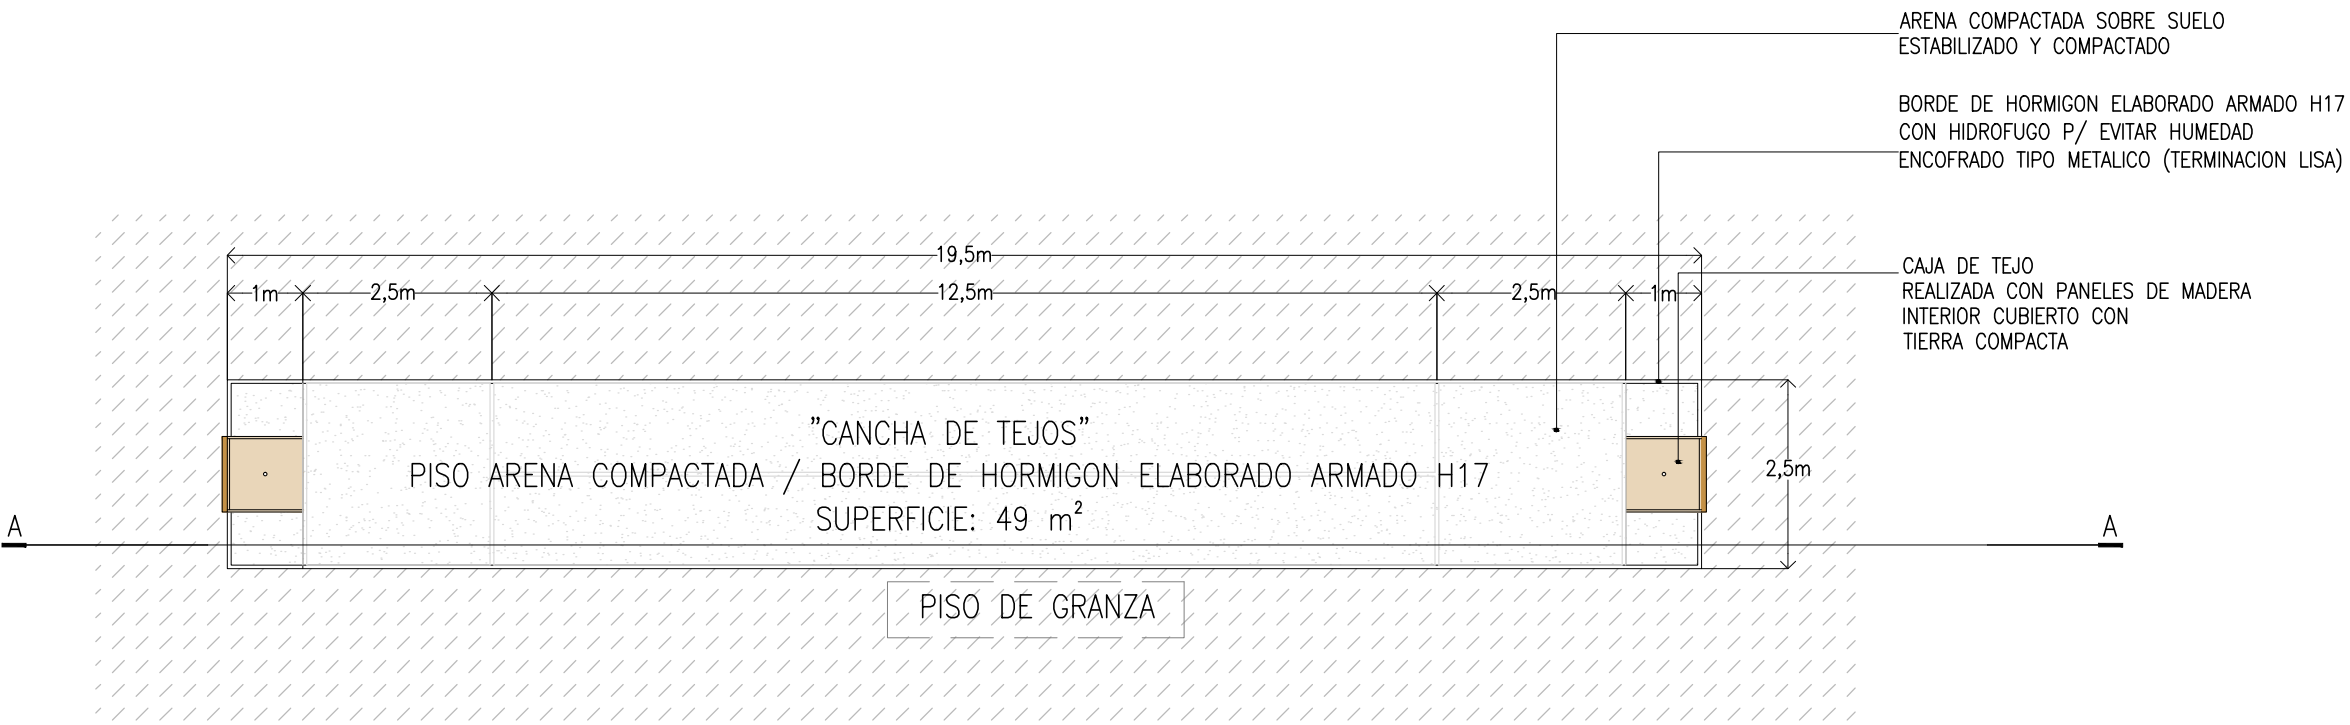 ARENA COMPACTADA SOBRE SUELO
ESTABILIZADO Y COMPACTADO
BORDE DE HORMIGON ELABORADO ARMADO H17
CON HIDROFUGO P/ EVITAR HUMEDAD
ENCOFRADO TIPO METALICO (TERMINACION LISA)
CAJA DE TEJO
REALIZADA CON PANELES DE MADERA
INTERIOR CUBIERTO CON
TIERRA COMPACTA
19,5m
1m 2,5m 12,5m 2,5m 1m
"CANCHA DE TEJOS"
PISO ARENA COMPACTADA / BORDE DE HORMIGON ELABORADO ARMADO H17
SUPERFICIE: 49 m²
2,5m
A A
PISO DE GRANZA